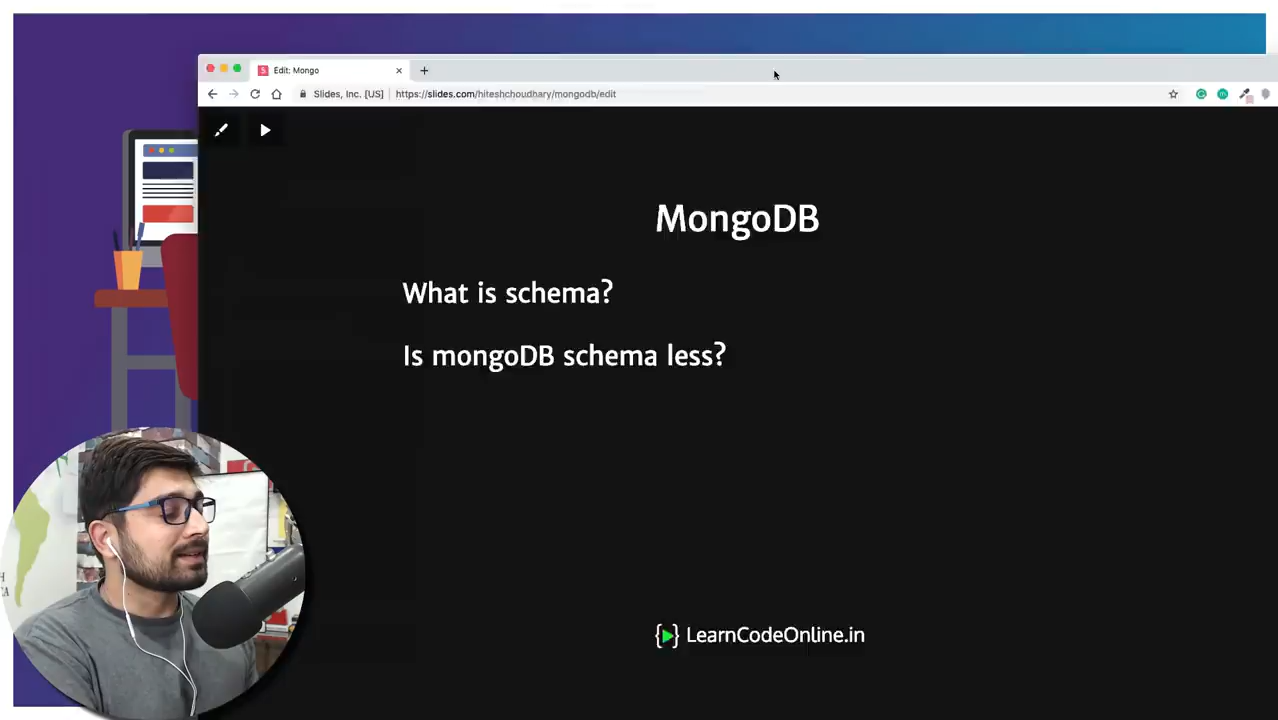 Edit: Mongo
Slides, Inc. [US] https://slides.com/hiteshchoudhary/mongodb/edit
MongoDB
What is schema?
Is mongoDB schema less?
LearnCodeOnline.in